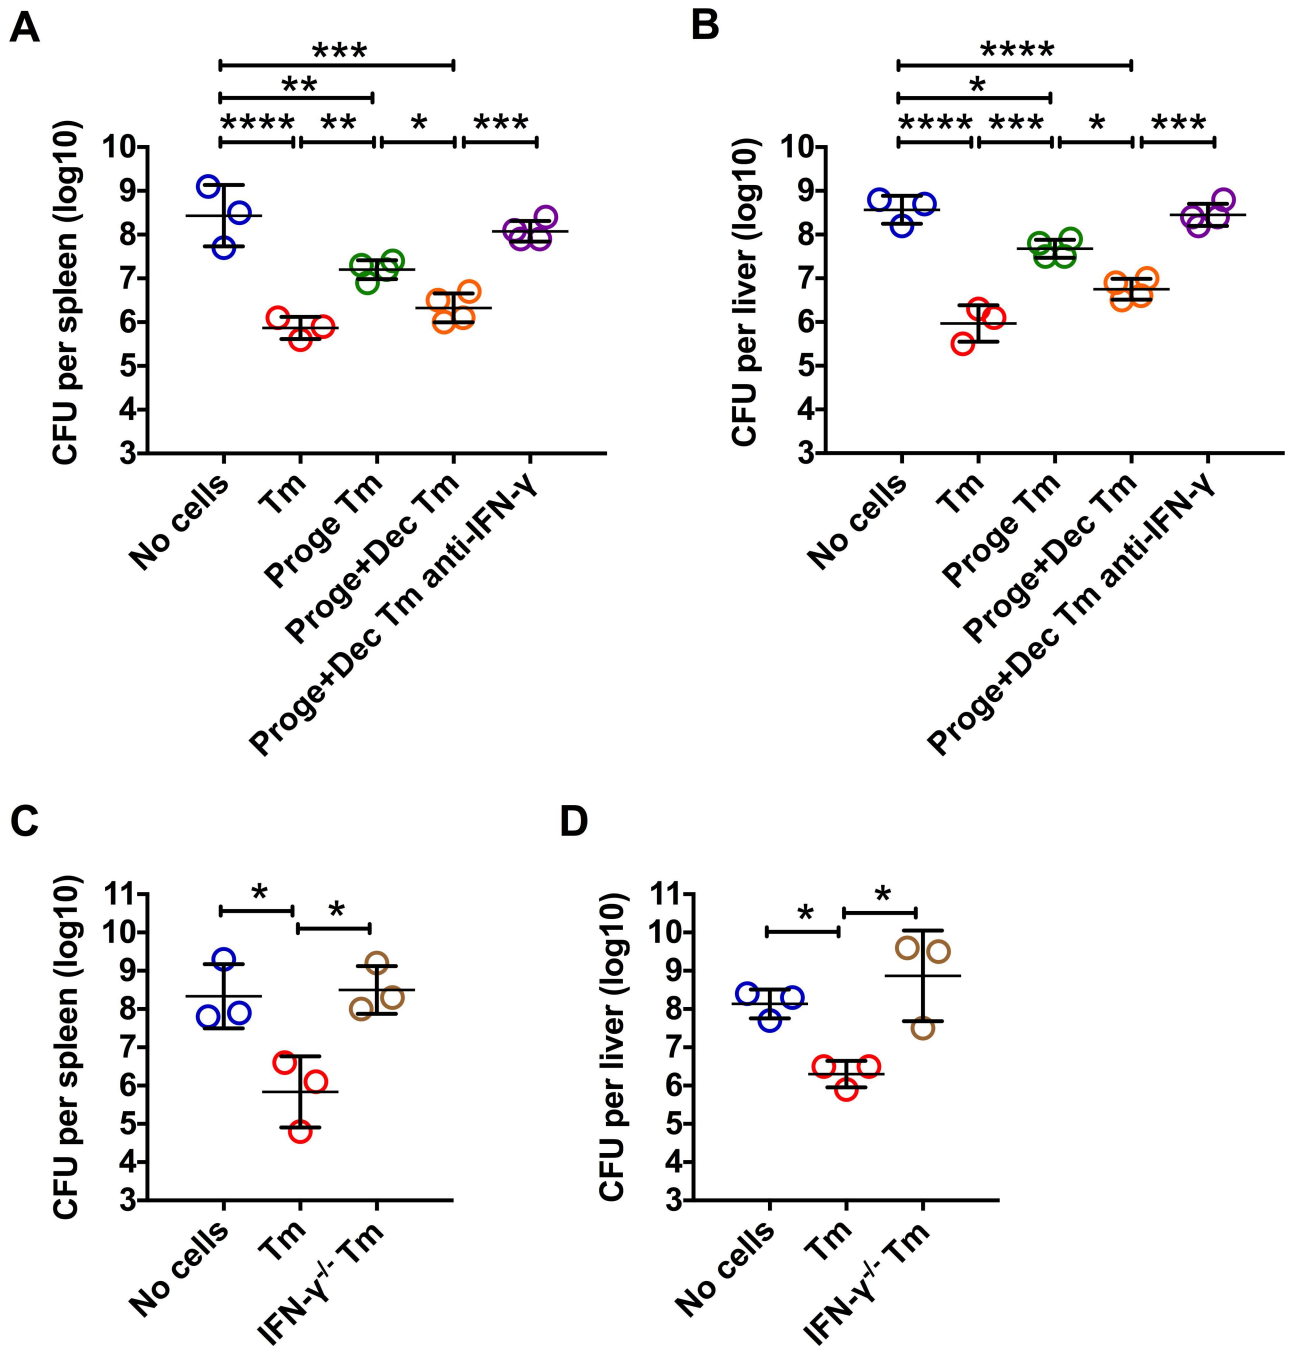 A
***
**
**** ** * ***
CFU per spleen (log10)
10
9
8
7
6
5
4
3
No cells
Tm
Proge Tm
Proge+Dec Tm
Proge+Dec Tm anti-IFN-γ
B
****
*
**** *** * ***
CFU per liver (log10)
10
9
8
7
6
5
4
3
No cells
Tm
Proge Tm
Proge+Dec Tm
Proge+Dec Tm anti-IFN-γ
C
* *
CFU per spleen (log10)
11
10
9
8
7
6
5
4
3
No cells
Tm
IFN-γ-/- Tm
D
* *
CFU per liver (log10)
11
10
9
8
7
6
5
4
3
No cells
Tm
IFN-γ-/- Tm